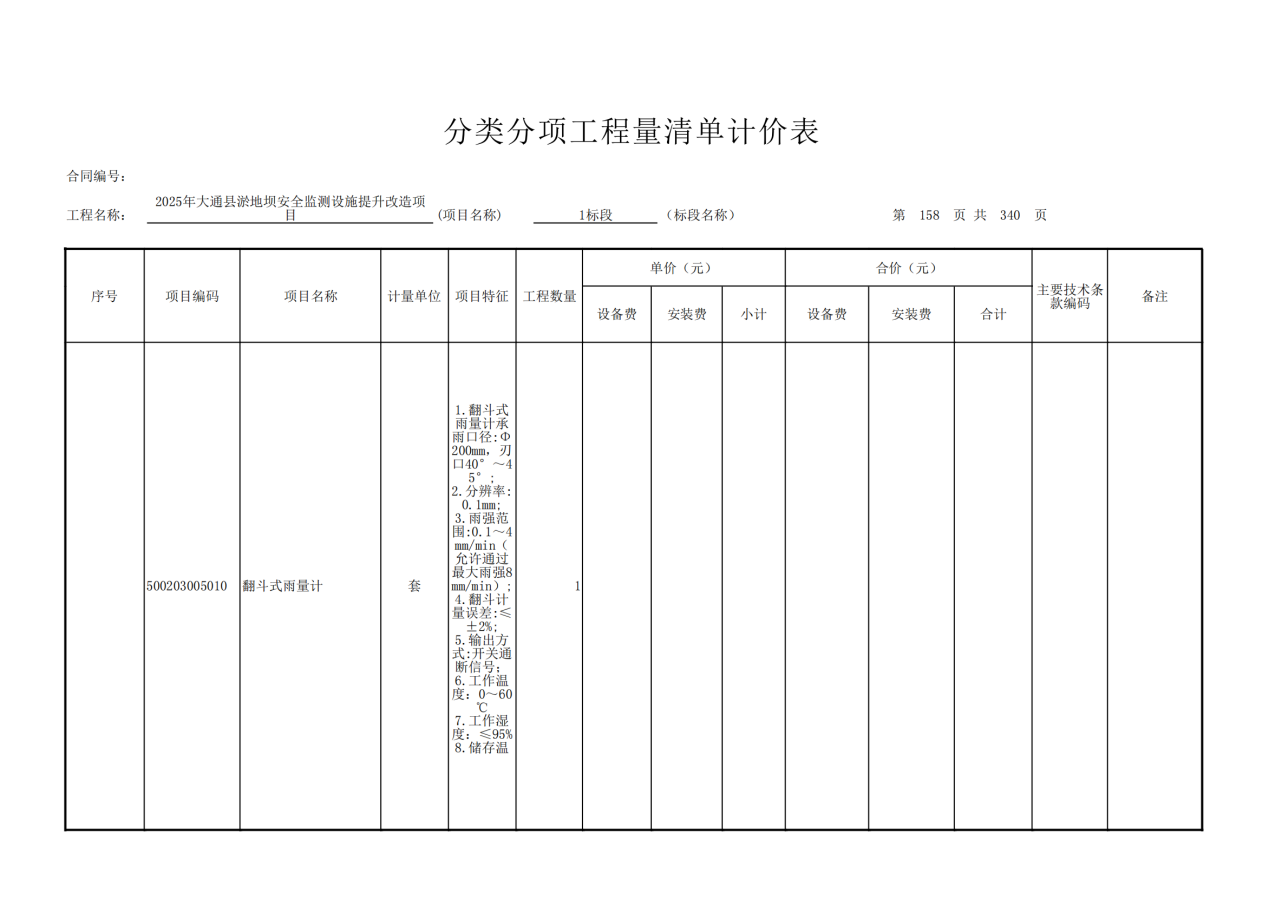 分类分项工程量清单计价表
合同编号：
2025年大通县淤地坝安全监测设施提升改造项
工程名称： 目 (项目名称) 1标段 （标段名称） 第 158 页 共 340 页
序号 项目编码 项目名称 计量单位 项目特征 工程数量 单价（元） 合价（元） 主要技术条
款编码 备注
设备费 安装费 小计 设备费 安装费 合计
500203005010 翻斗式雨量计 套
1.翻斗式
雨量计承
雨口径:Φ
200mm，刃
口40°～4
5°;
2.分辨率:
0.1mm;
3.雨强范
围:0.1～4
mm/min（
允许通过
最大雨强8
mm/min）;
4.翻斗计
量误差:≤
±2%;
5.输出方
式:开关通
断信号;
6.工作温
度：0～60
℃
7.工作湿
度：≤95%
8.储存温
1